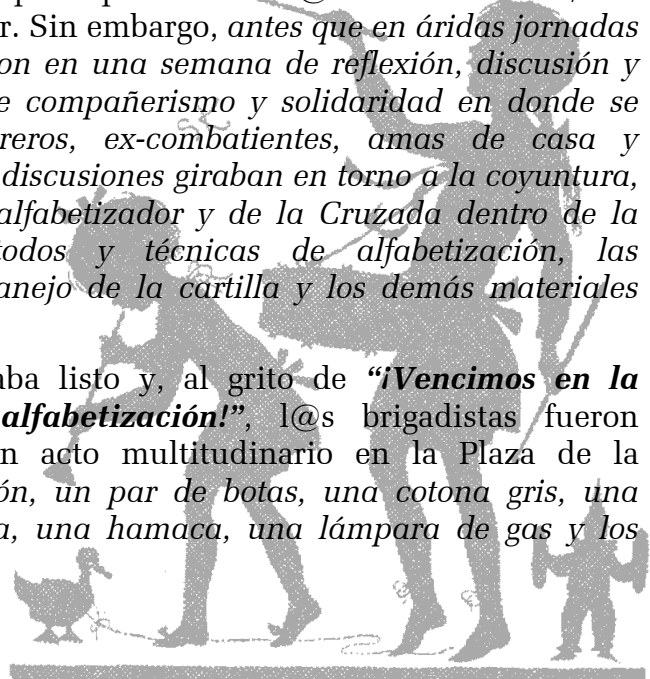 r. Sin embargo, antes que en áridas jornadas
on en una semana de reflexión, discusión y
e compañerismo y solidaridad en donde se
reros, ex-combatientes, amas de casa y
discusiones giraban en torno a la coyuntura,
alfabetizador y de la Cruzada dentro de la
todos y técnicas de alfabetización, las
anejo de la cartilla y los demás materiales
aba listo y, al grito de “¡Vencimos en la
alfabetización!”, l@s brigadistas fueron
n acto multitudinario en la Plaza de la
ón, un par de botas, una cotona gris, una
a, una hamaca, una lámpara de gas y los